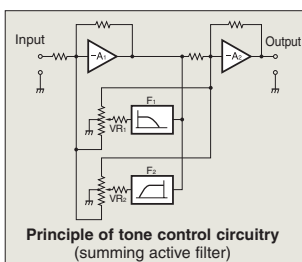 Input
Output
–A₁
–A₂
F₁
VR₁
F₂
VR₂
Principle of tone control circuitry
(summing active filter)